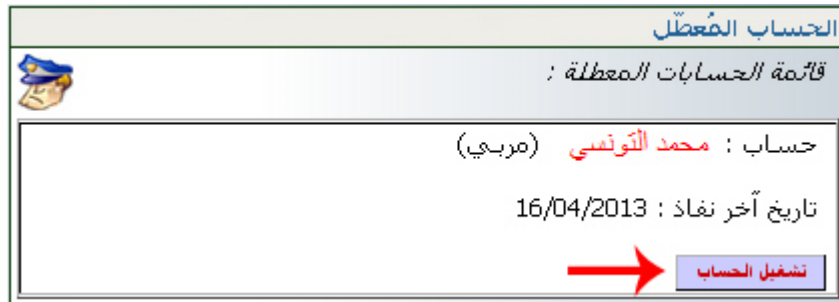 الحساب المُعطّل
قائمة الحسابات المعطلة :
حساب : محمد التونسي (مربي)
تاريخ آخر نفاذ : 16/04/2013
تشغيل الحساب